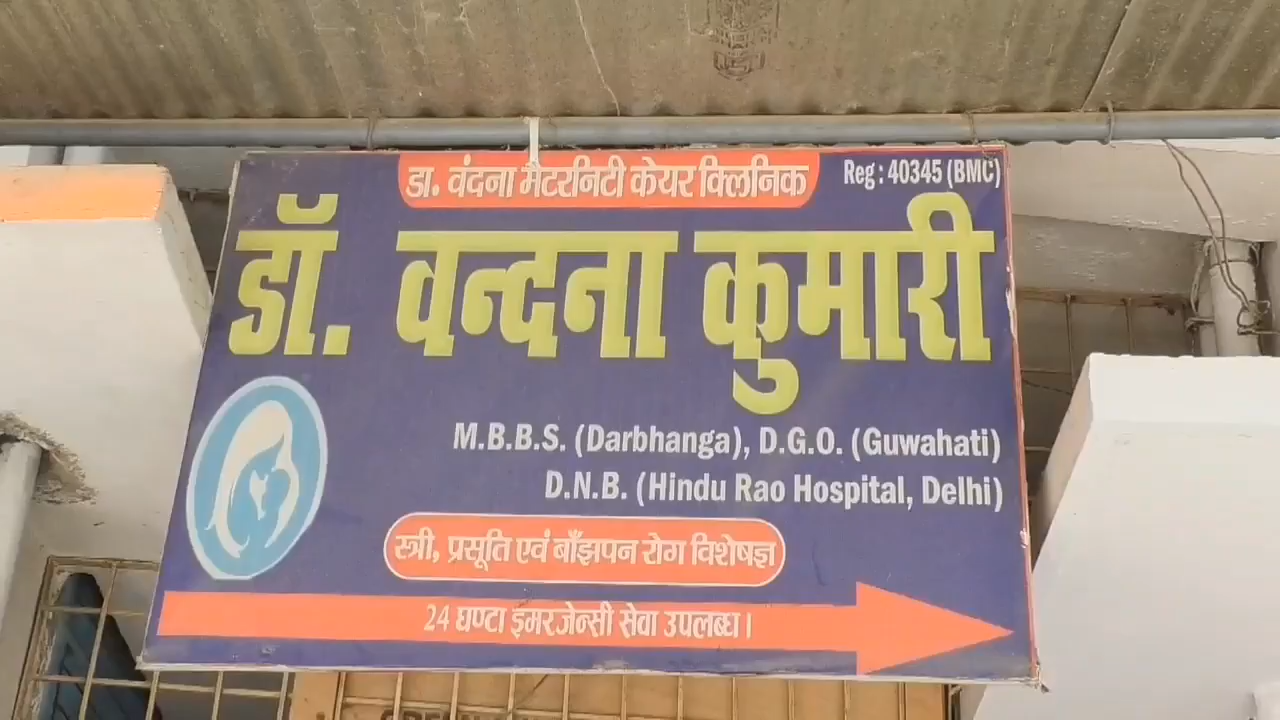 डा. वंदना मैटरनिटी केयर क्लिनिक
Reg : 40345 (BMC)
डॉ. वन्दना कुमारी
M.B.B.S. (Darbhanga), D.G.O. (Guwahati)
D.N.B. (Hindu Rao Hospital, Delhi)
स्त्री, प्रसूति एवं बाँझपन रोग विशेषज्ञ
24 घण्टा इमरजेन्सी सेवा उपलब्ध।